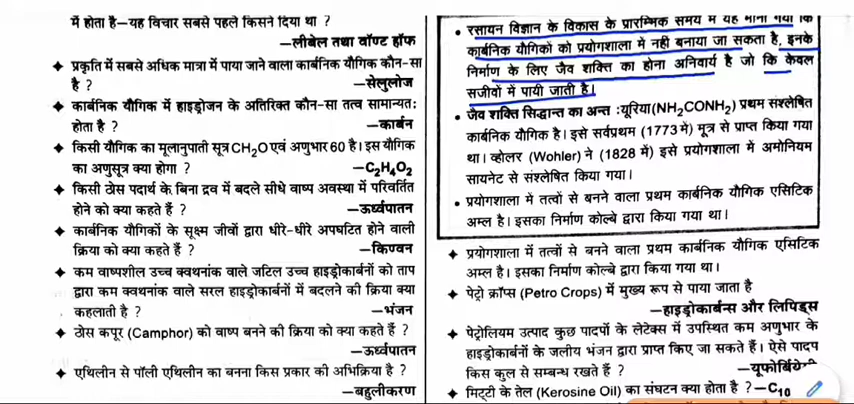 में होता है—यह विचार सबसे पहले किसने दिया था ?
—लीबेल तथा वॉण्ट हॉफ
✦ प्रकृति में सबसे अधिक मात्रा में पाया जाने वाला कार्बनिक यौगिक कौन-सा
है ? —सेलुलोज
✦ कार्बनिक यौगिक में हाइड्रोजन के अतिरिक्त कौन-सा तत्व सामान्यतः
होता है ? —कार्बन
✦ किसी यौगिक का मूलानुपाती सूत्र CH₂O एवं अणुभार 60 है। इस यौगिक
का अणुसूत्र क्या होगा ? —C₂H₄O₂
✦ किसी ठोस पदार्थ के बिना द्रव में बदले सीधे वाष्प अवस्था में परिवर्तित
होने को क्या कहते हैं ? —ऊर्ध्वपातन
✦ कार्बनिक यौगिकों के सूक्ष्म जीवों द्वारा धीरे-धीरे अपघटित होने वाली
क्रिया को क्या कहते हैं ? —किण्वन
✦ कम वाष्पशील उच्च क्वथनांक वाले जटिल उच्च हाइड्रोकार्बनों को ताप
द्वारा कम क्वथनांक वाले सरल हाइड्रोकार्बनों में बदलने की क्रिया क्या
कहलाती है ? —भंजन
✦ ठोस कपूर (Camphor) को वाष्प बनने की क्रिया को क्या कहते हैं ?
—ऊर्ध्वपातन
✦ एथिलीन से पॉली एथिलीन का बनना किस प्रकार की अभिक्रिया है ?
—बहुलीकरण
• रसायन विज्ञान के विकास के प्रारम्भिक समय में यह माना गया कि
कार्बनिक यौगिकों को प्रयोगशाला में नही बनाया जा सकता है, इनके
निर्माण के लिए जैव शक्ति का होना अनिवार्य है जो कि केवल
सजीवों में पायी जाती है।
• जैव शक्ति सिद्धान्त का अन्त : यूरिया (NH₂CONH₂) प्रथम संश्लेषित
कार्बनिक यौगिक है। इसे सर्वप्रथम (1773 में) मूत्र से प्राप्त किया गया
था। व्होलर (Wohler) ने (1828 में) इसे प्रयोगशाला में अमोनियम
सायनेट से संश्लेषित किया गया।
• प्रयोगशाला में तत्वों से बनने वाला प्रथम कार्बनिक यौगिक एसिटिक
अम्ल है। इसका निर्माण कोल्बे द्वारा किया गया था।
✦ प्रयोगशाला में तत्वों से बनने वाला प्रथम कार्बनिक यौगिक एसिटिक
अम्ल है। इसका निर्माण कोल्बे द्वारा किया गया था।
✦ पेट्रो क्रॉप्स (Petro Crops) में मुख्य रूप से पाया जाता है
—हाइड्रोकार्बन्स और लिपिड्स
✦ पेट्रोलियम उत्पाद कुछ पादपों के लेटेक्स में उपस्थित कम अणुभार के
हाइड्रोकार्बनों के जलीय भंजन द्वारा प्राप्त किए जा सकते हैं। ऐसे पादप
किस कुल से सम्बन्ध रखते हैं ?
✦ मिट्टी के तेल (Kerosine Oil) का संघटन क्या होता है ? —C₁₀